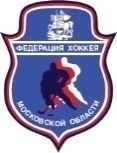 ФЕДЕРАЦИЯ ХОККЕЯ
МОСКОВСКОЙ ОБЛАСТИ